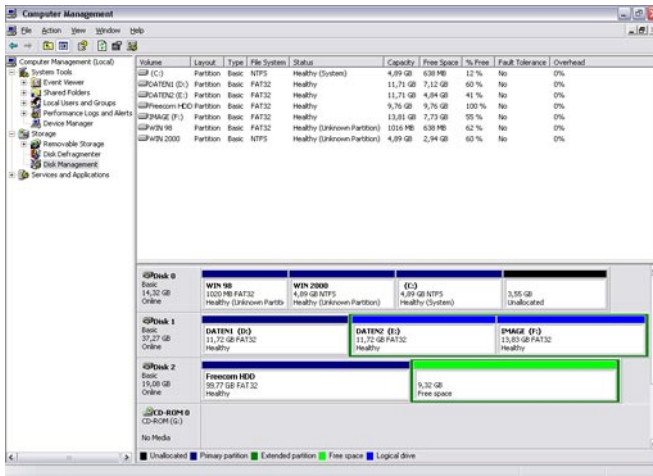 Computer Management
File Action View Window Help
Computer Management (Local)
System Tools
Event Viewer
Shared Folders
Local Users and Groups
Performance Logs and Alerts
Device Manager
Storage
Removable Storage
Disk Defragmenter
Disk Management
Services and Applications
Volume Layout Type File System Status Capacity Free Space % Free Fault Tolerance Overhead
(C:) Partition Basic NTFS Healthy (System) 4,89 GB 638 MB 12 % No 0%
DATEN1 (D:) Partition Basic FAT32 Healthy 11,71 GB 7,12 GB 60 % No 0%
DATEN2 (E:) Partition Basic FAT32 Healthy 11,71 GB 4,84 GB 41 % No 0%
Freecom HDD Partition Basic FAT32 Healthy 9,76 GB 9,76 GB 100 % No 0%
IMAGE (F:) Partition Basic FAT32 Healthy 13,81 GB 7,73 GB 55 % No 0%
WIN 98 Partition Basic FAT32 Healthy (Unknown Partition) 1016 MB 638 MB 62 % No 0%
WIN 2000 Partition Basic NTFS Healthy (Unknown Partition) 4,89 GB 2,94 GB 60 % No 0%
Disk 0
Basic
14,32 GB
Online
WIN 98
1020 MB FAT32
Healthy (Unknown Partiti
WIN 2000
4,89 GB NTFS
Healthy (Unknown Partition)
(C:)
4,89 GB NTFS
Healthy (System)
3,55 GB
Unallocated
Disk 1
Basic
37,27 GB
Online
DATEN1 (D:)
11,72 GB FAT32
Healthy
DATEN2 (E:)
11,72 GB FAT32
Healthy
IMAGE (F:)
13,83 GB FAT32
Healthy
Disk 2
Basic
19,08 GB
Online
Freecom HDD
GB FAT32
Healthy
9,32 GB
Free space
CD-ROM 0
CD-ROM (G:)
No Media
Unallocated Primary partition Extended partition Free space Logical drive